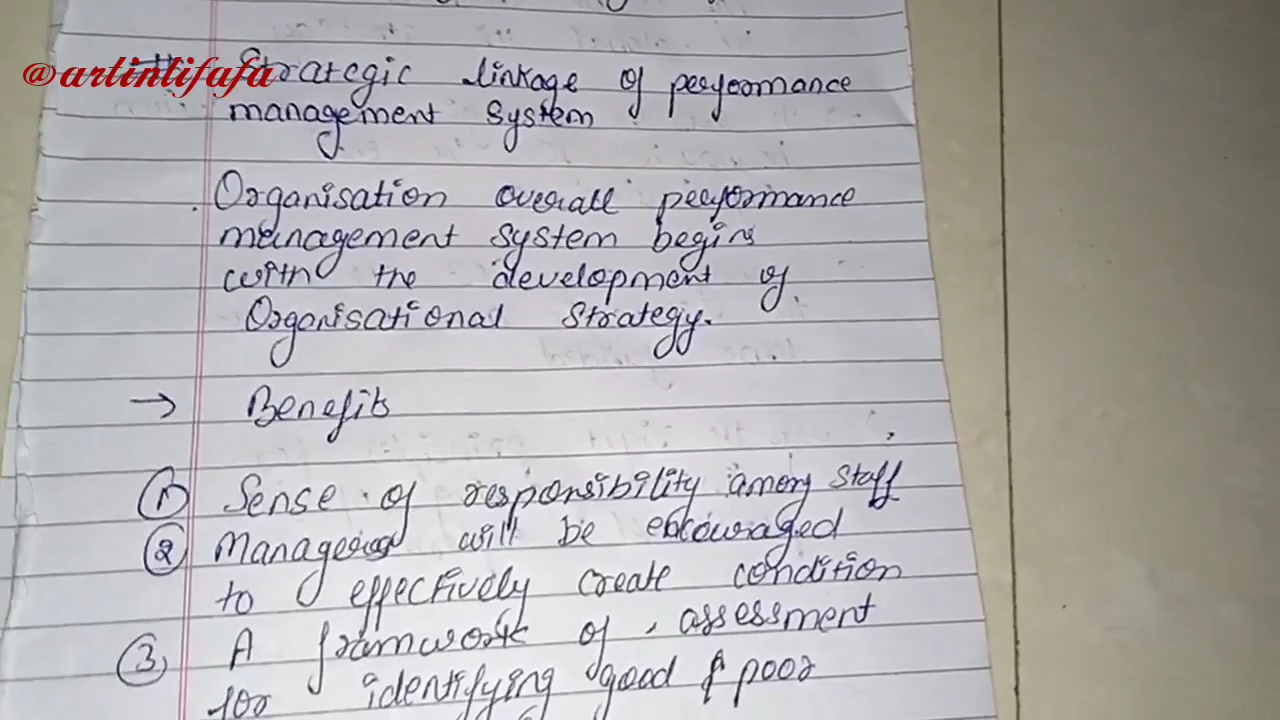 @artinlifafa
# Strategic linkage of performance
management system
Organisation overall performance
management system begins
with the development of
Organisational strategy.
→ Benefits
① Sense of responsibility among staff
② Managers will be encouraged
to effectively create condition
③ A framwork of assessment
for identifying good & poor